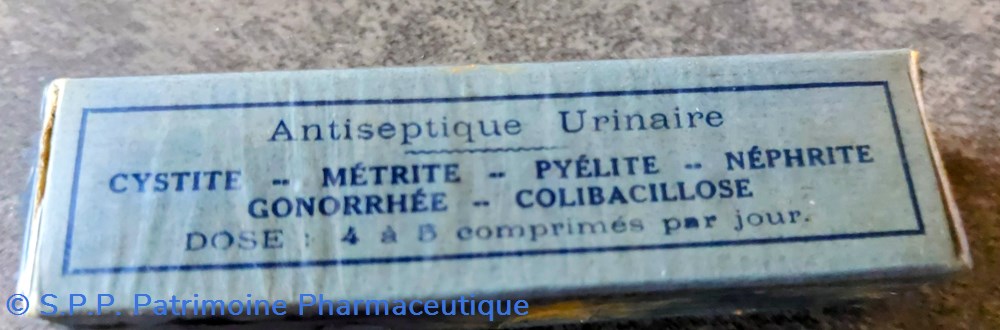 Antiseptique Urinaire
CYSTITE -- MÉTRITE -- PYÉLITE -- NÉPHRITE
GONORRHÉE -- COLIBACILLOSE
DOSE : 4 à 5 comprimés par jour.
© S.P.P. Patrimoine Pharmaceutique